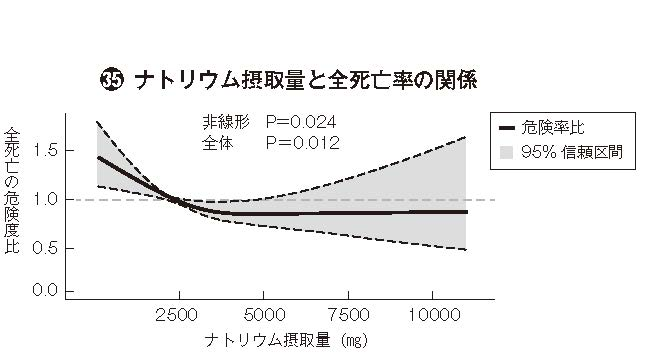 ㉟ ナトリウム摂取量と全死亡率の関係
非線形 P=0.024
全体 P=0.012
危険率比
95%信頼区間
全死亡の危険度比
1.5
1.0
0.5
0.0
2500 5000 7500 10000
ナトリウム摂取量(㎎)